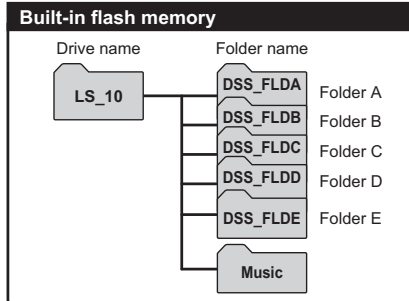 Built-in flash memory
Drive name Folder name
LS_10
DSS_FLDA Folder A
DSS_FLDB Folder B
DSS_FLDC Folder C
DSS_FLDD Folder D
DSS_FLDE Folder E
Music